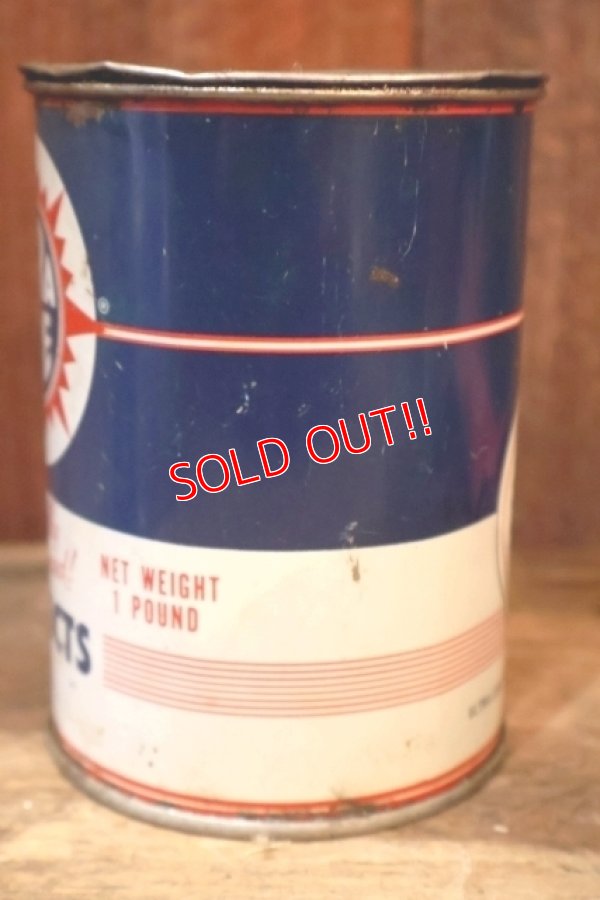 ®
SOLD OUT!!
NET WEIGHT
1 POUND
CTS